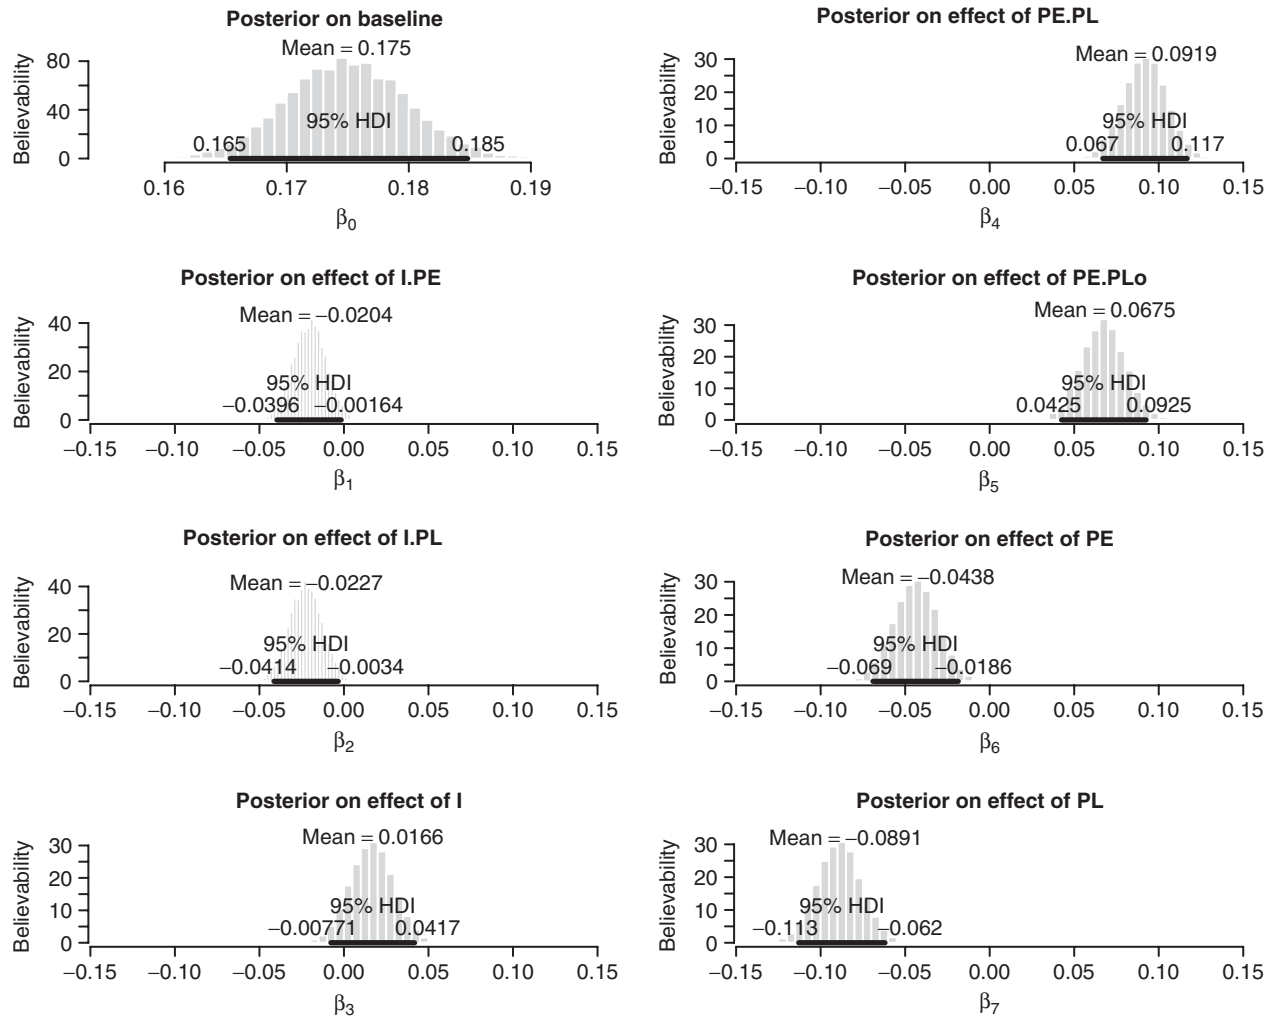 Posterior on baseline
Mean = 0.175
Believability
80
40
0
95% HDI
0.165
0.185
0.16 0.17 0.18 0.19
β0
Posterior on effect of PE.PL
Mean = 0.0919
Believability
30
20
10
0
95% HDI
0.067
0.117
−0.15 −0.10 −0.05 0.00 0.05 0.10 0.15
β4
Posterior on effect of I.PE
Mean = −0.0204
Believability
40
20
0
95% HDI
−0.0396
−0.00164
−0.15 −0.10 −0.05 0.00 0.05 0.10 0.15
β1
Posterior on effect of PE.PLo
Mean = 0.0675
Believability
30
20
10
0
95% HDI
0.0425
0.0925
−0.15 −0.10 −0.05 0.00 0.05 0.10 0.15
β5
Posterior on effect of I.PL
Mean = −0.0227
Believability
40
20
0
95% HDI
−0.0414
−0.0034
−0.15 −0.10 −0.05 0.00 0.05 0.10 0.15
β2
Posterior on effect of PE
Mean = −0.0438
Believability
30
20
10
0
95% HDI
−0.069
−0.0186
−0.15 −0.10 −0.05 0.00 0.05 0.10 0.15
β6
Posterior on effect of I
Mean = 0.0166
Believability
30
20
10
0
95% HDI
−0.00771
0.0417
−0.15 −0.10 −0.05 0.00 0.05 0.10 0.15
β3
Posterior on effect of PL
Mean = −0.0891
Believability
30
20
10
0
95% HDI
−0.113
−0.062
−0.15 −0.10 −0.05 0.00 0.05 0.10 0.15
β7